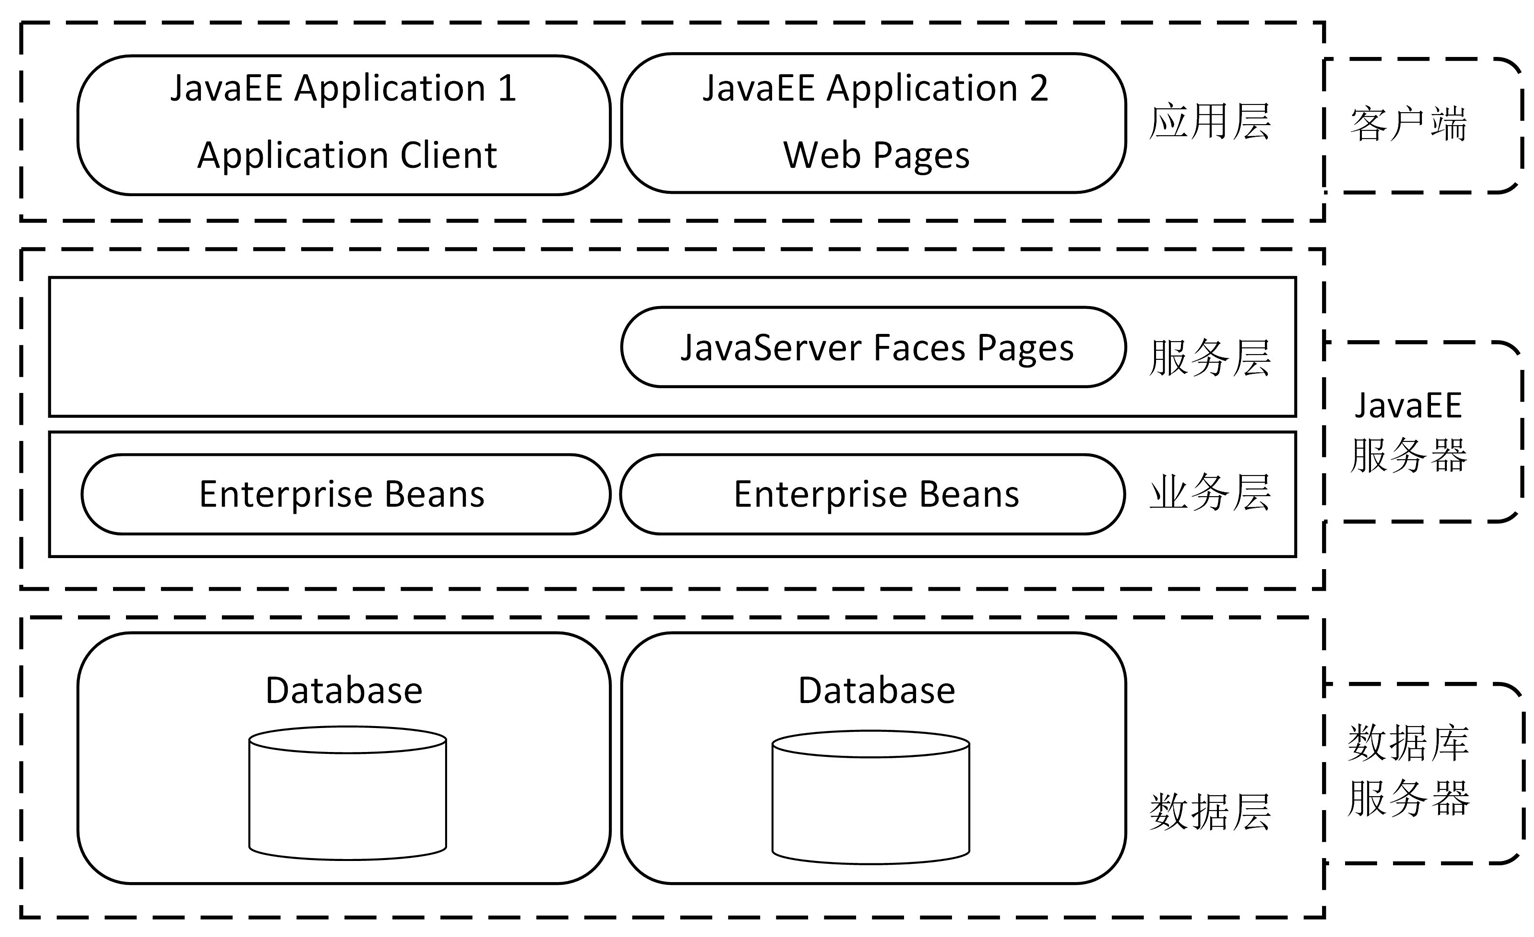 JavaEE Application 1
Application Client
JavaEE Application 2
Web Pages
应用层
客户端
JavaServer Faces Pages
服务层
JavaEE
服务器
Enterprise Beans
Enterprise Beans
业务层
Database
Database
数据层
数据库
服务器